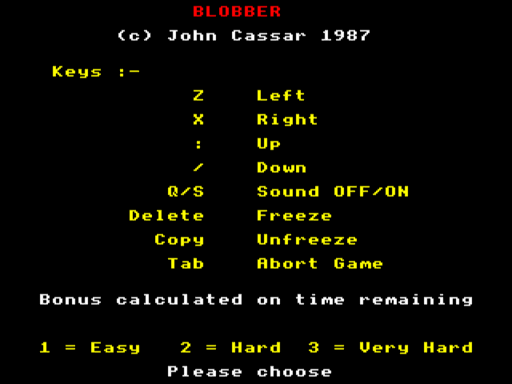 BLOBBER
(c) John Cassar 1987
Keys :-
Z Left
X Right
: Up
/ Down
Q/S Sound OFF/ON
Delete Freeze
Copy Unfreeze
Tab Abort Game
Bonus calculated on time remaining
1 = Easy 2 = Hard 3 = Very Hard
Please choose